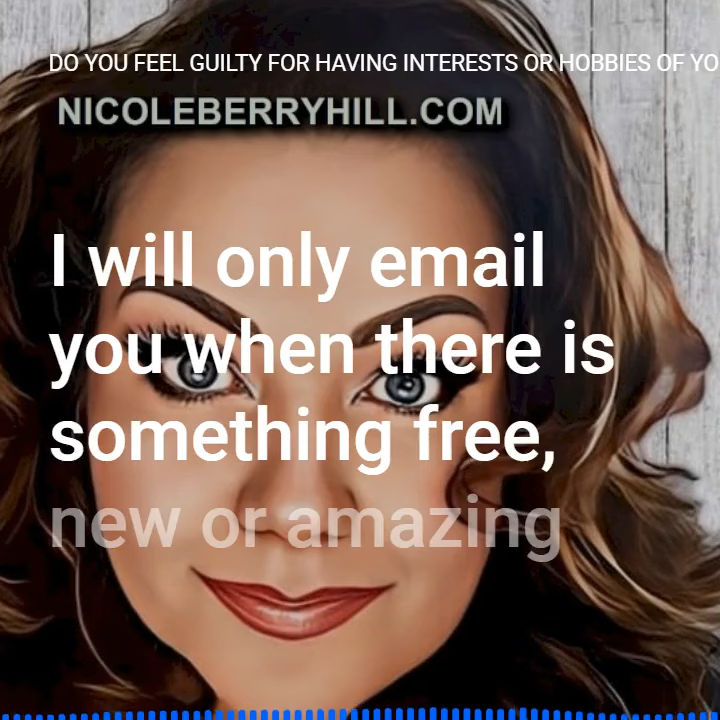 DO YOU FEEL GUILTY FOR HAVING INTERESTS OR HOBBIES OF
NICOLEBERRYHILL.COM
I will only email
you when there is
something free,
new or amazing